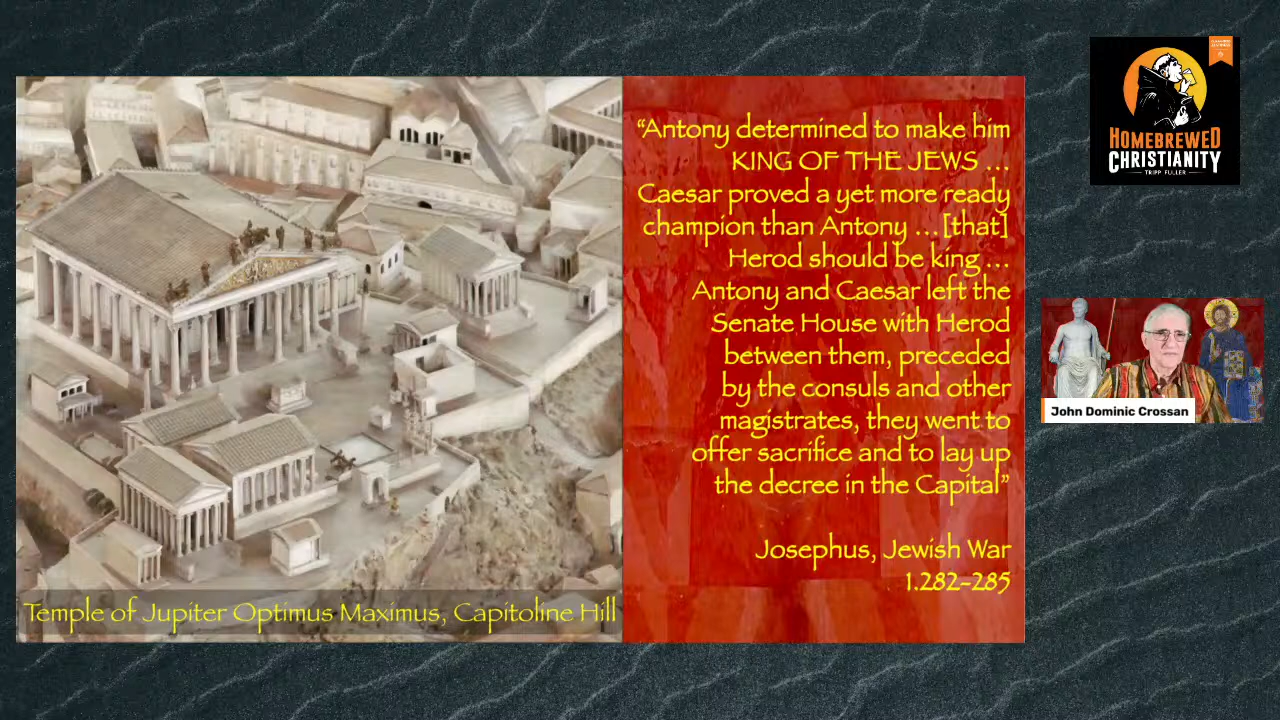 "Antony determined to make him
KING OF THE JEWS …
Caesar proved a yet more ready
champion than Antony …[that]
Herod should be king …
Antony and Caesar left the
Senate House with Herod
between them, preceded
by the consuls and other
magistrates, they went to
offer sacrifice and to lay up
the decree in the Capital"
Josephus, Jewish War
1.282-285
Temple of Jupiter Optimus Maximus, Capitoline Hill
HOMEBREWED
CHRISTIANITY
TRIPP FULLER
John Dominic Crossan